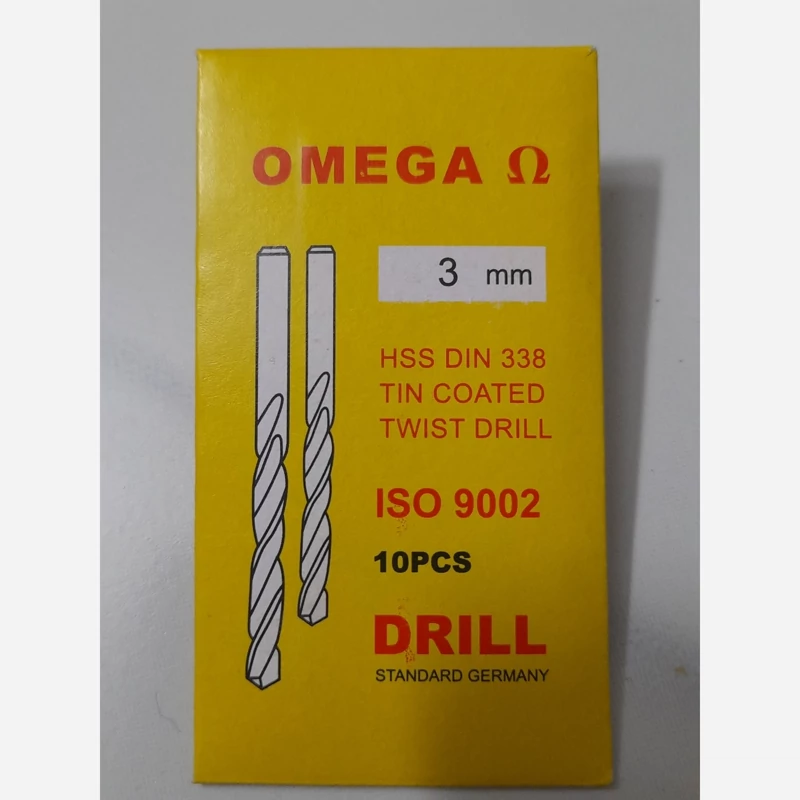 OMEGA Ω
3 mm
HSS DIN 338
TIN COATED
TWIST DRILL
ISO 9002
10PCS
DRILL
STANDARD GERMANY